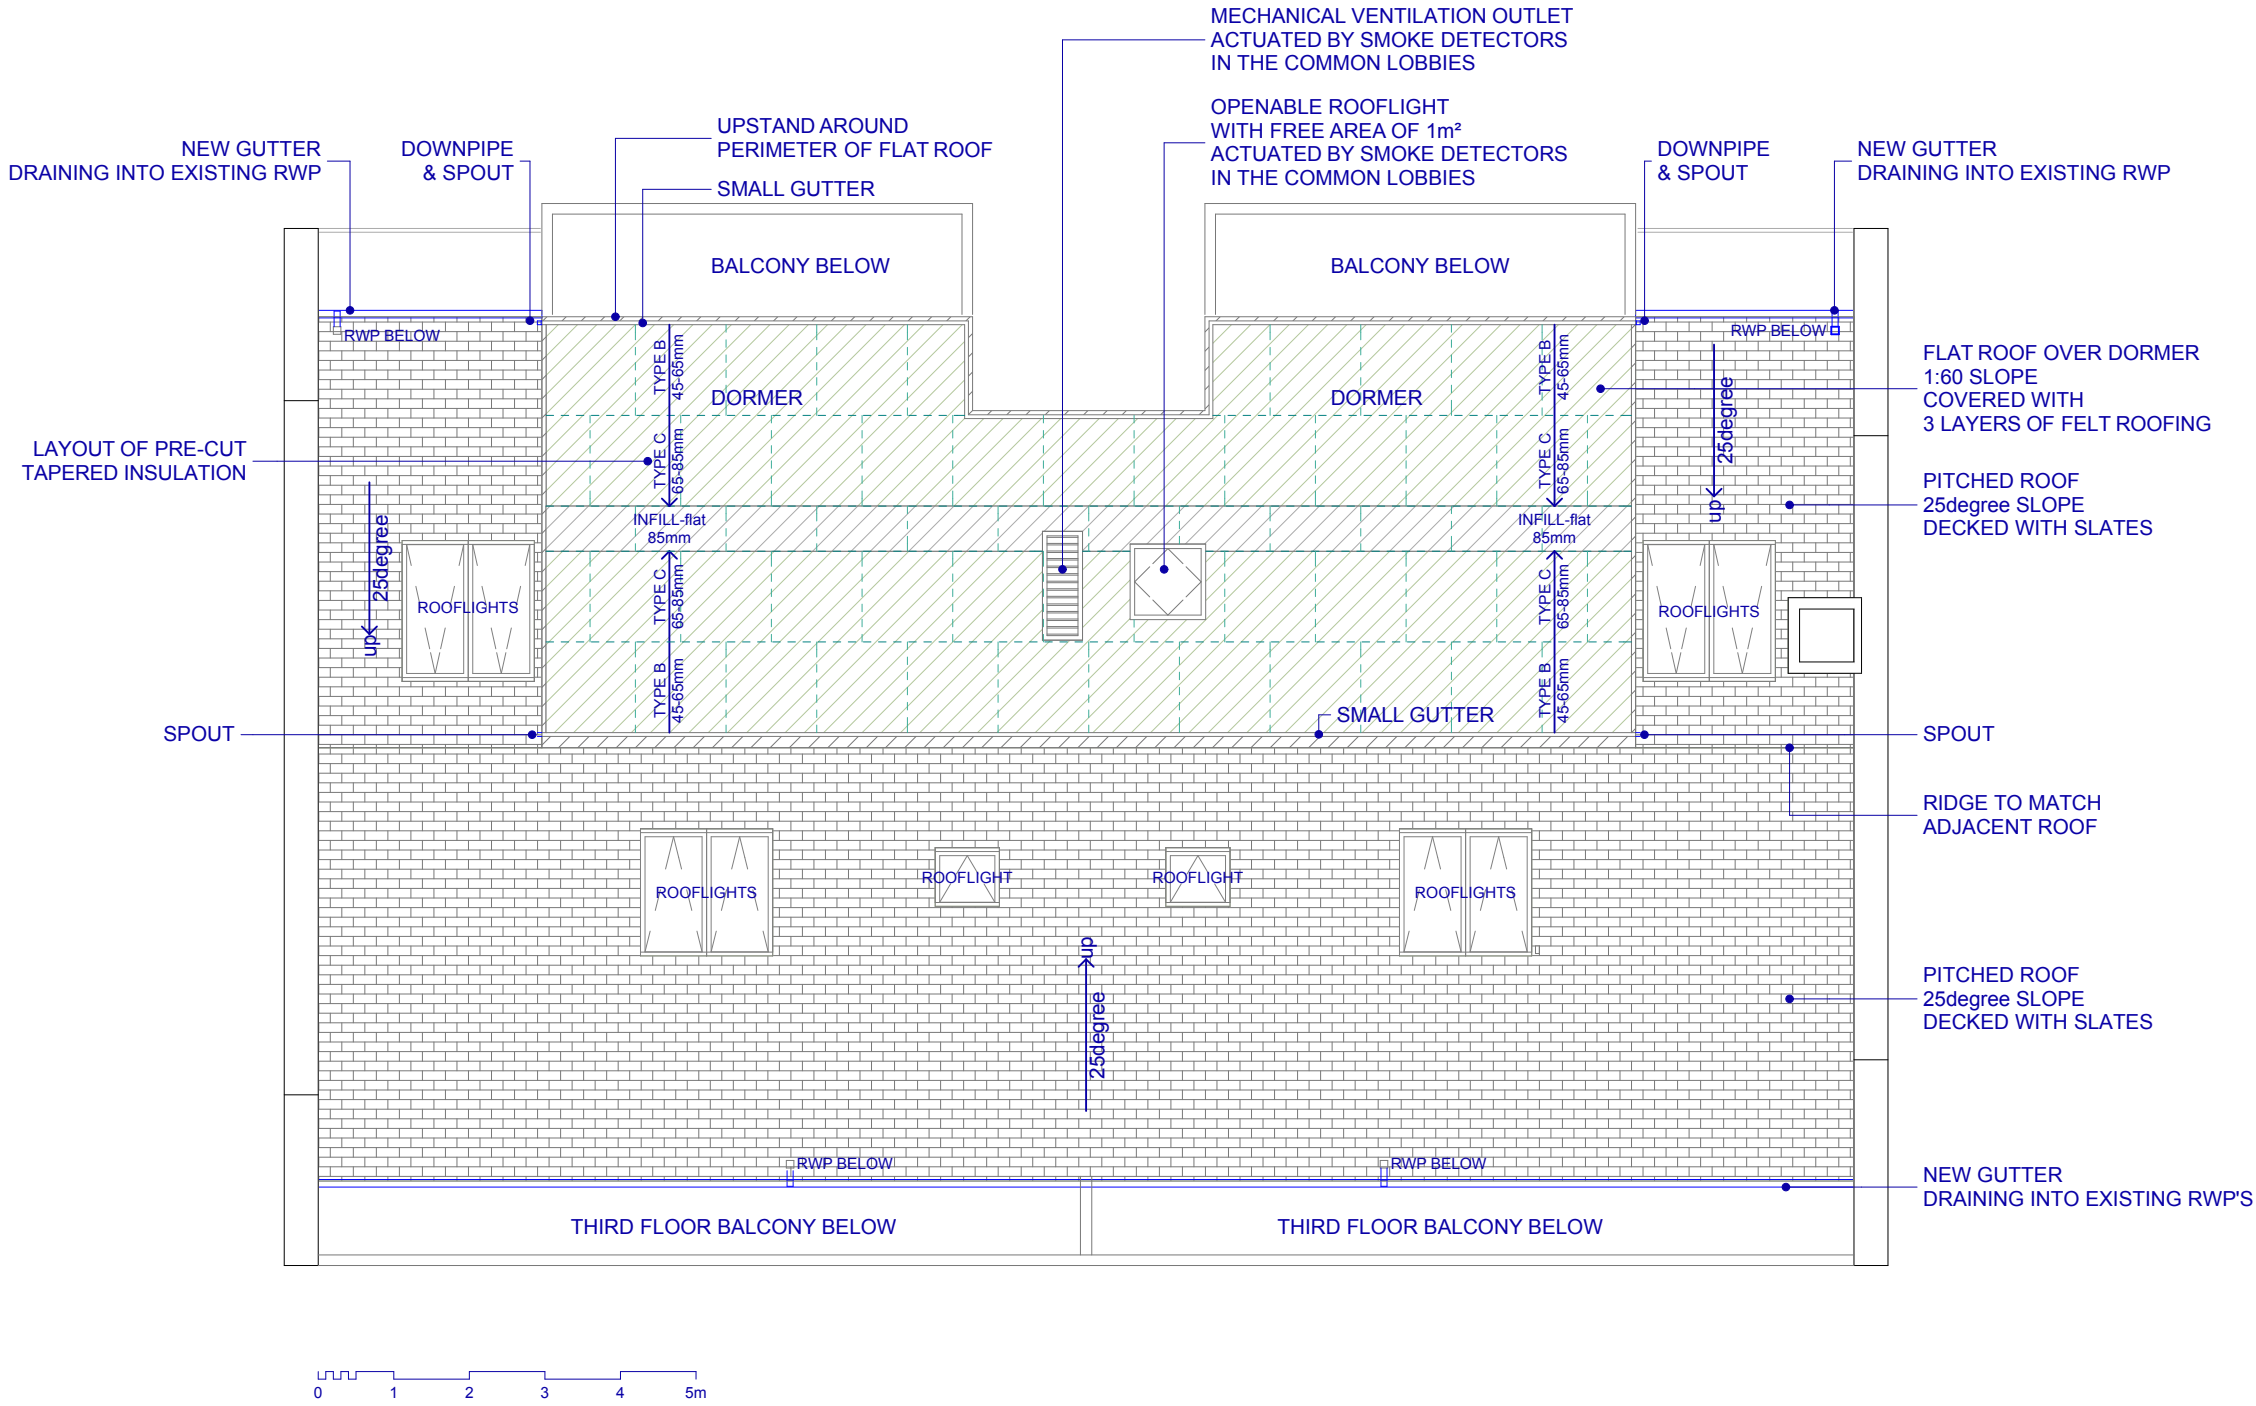 MECHANICAL VENTILATION OUTLET
ACTUATED BY SMOKE DETECTORS
IN THE COMMON LOBBIES
OPENABLE ROOFLIGHT
WITH FREE AREA OF 1m²
ACTUATED BY SMOKE DETECTORS
IN THE COMMON LOBBIES
UPSTAND AROUND
PERIMETER OF FLAT ROOF
SMALL GUTTER
NEW GUTTER
DRAINING INTO EXISTING RWP
DOWNPIPE
& SPOUT
DOWNPIPE
& SPOUT
NEW GUTTER
DRAINING INTO EXISTING RWP
BALCONY BELOW
BALCONY BELOW
RWP BELOW
RWP BELOW
TYPE B
45-65mm
DORMER
DORMER
TYPE B
45-65mm
FLAT ROOF OVER DORMER
1:60 SLOPE
COVERED WITH
3 LAYERS OF FELT ROOFING
25degree
up
LAYOUT OF PRE-CUT
TAPERED INSULATION
TYPE C
65-85mm
TYPE C
65-85mm
PITCHED ROOF
25degree SLOPE
DECKED WITH SLATES
INFILL-flat
85mm
INFILL-flat
85mm
25degree
up
ROOFLIGHTS
TYPE C
65-85mm
TYPE C
65-85mm
ROOFLIGHTS
TYPE B
45-65mm
TYPE B
45-65mm
SMALL GUTTER
SPOUT
SPOUT
RIDGE TO MATCH
ADJACENT ROOF
ROOFLIGHTS
ROOFLIGHT
ROOFLIGHT
ROOFLIGHTS
up
25degree
PITCHED ROOF
25degree SLOPE
DECKED WITH SLATES
RWP BELOW
RWP BELOW
NEW GUTTER
DRAINING INTO EXISTING RWP'S
THIRD FLOOR BALCONY BELOW
THIRD FLOOR BALCONY BELOW
0 1 2 3 4 5m